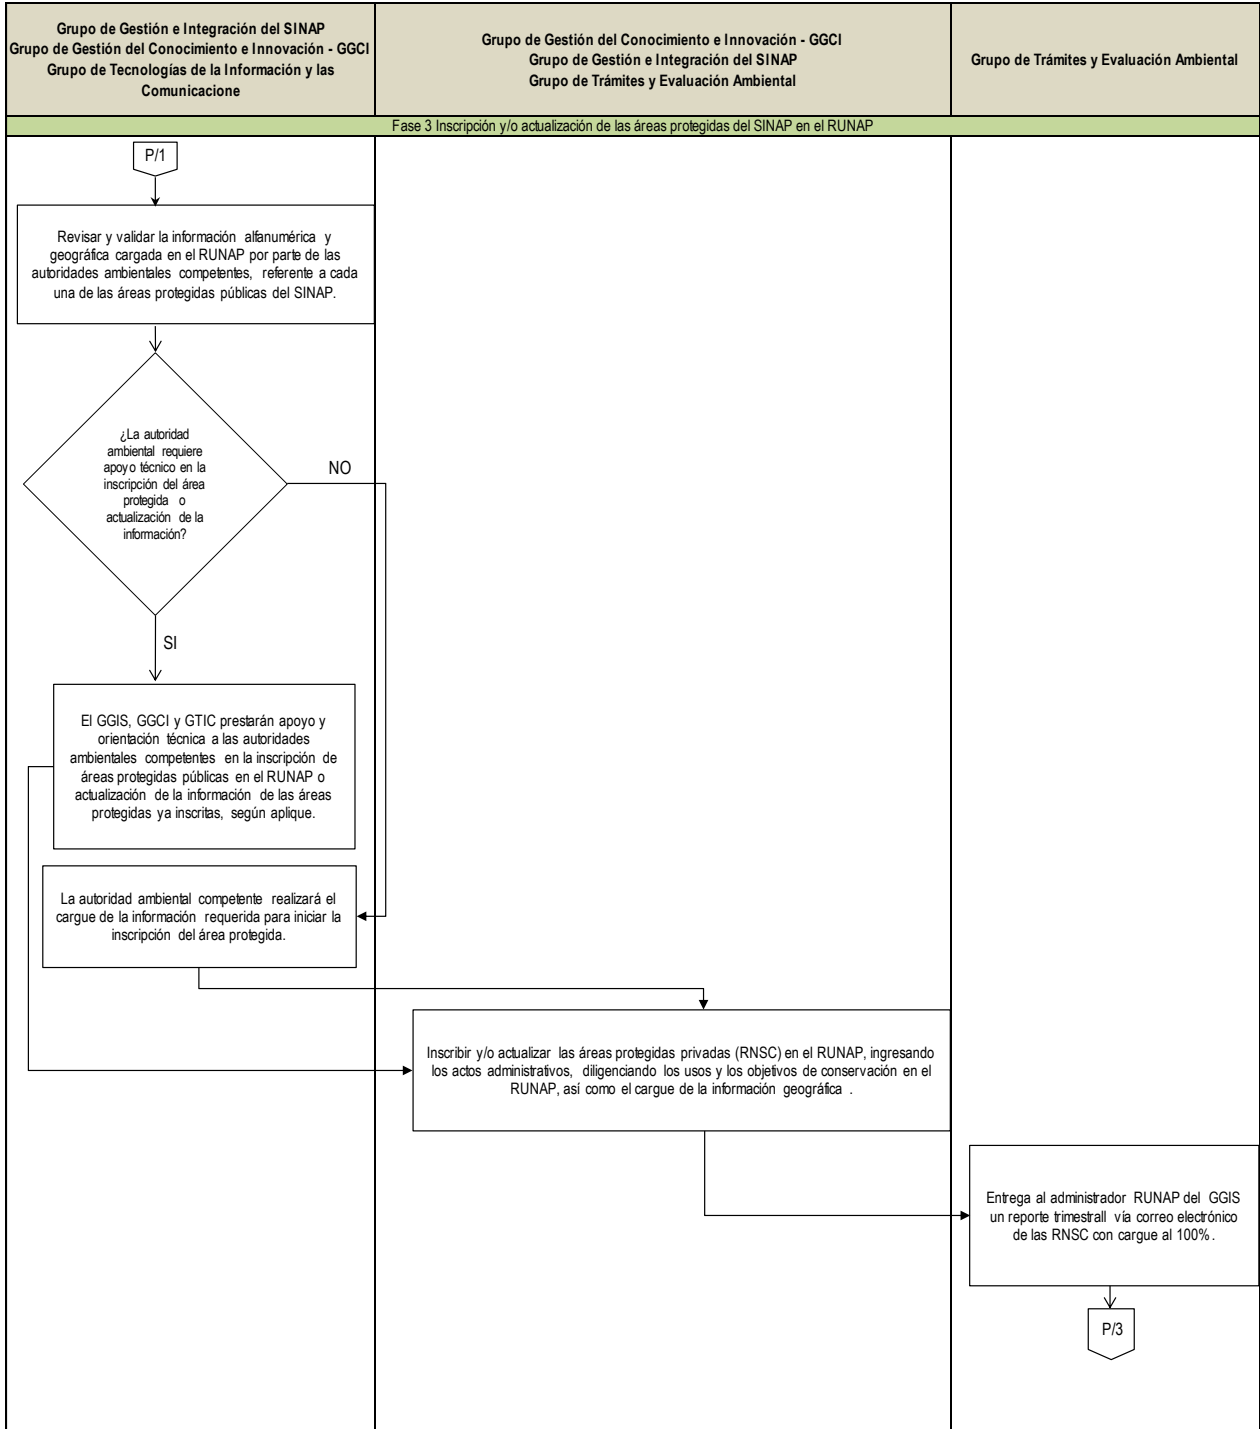 Grupo de Gestión e Integración del SINAP
Grupo de Gestión del Conocimiento e Innovación - GGCI
Grupo de Tecnologías de la Información y las
Comunicacione
Grupo de Gestión del Conocimiento e Innovación - GGCI
Grupo de Gestión e Integración del SINAP
Grupo de Trámites y Evaluación Ambiental
Grupo de Trámites y Evaluación Ambiental
Fase 3 Inscripción y/o actualización de las áreas protegidas del SINAP en el RUNAP
P/1
Revisar y validar la información alfanumérica y
geográfica cargada en el RUNAP por parte de las
autoridades ambientales competentes, referente a cada
una de las áreas protegidas públicas del SINAP.
¿La autoridad
ambiental requiere
apoyo técnico en la
inscripción del área
protegida o
actualización de la
información?
NO
SI
El GGIS, GGCI y GTIC prestarán apoyo y
orientación técnica a las autoridades
ambientales competentes en la inscripción de
áreas protegidas públicas en el RUNAP o
actualización de la información de las áreas
protegidas ya inscritas, según aplique.
La autoridad ambiental competente realizará el
cargue de la información requerida para iniciar la
inscripción del área protegida.
Inscribir y/o actualizar las áreas protegidas privadas (RNSC) en el RUNAP, ingresando
los actos administrativos, diligenciando los usos y los objetivos de conservación en el
RUNAP, así como el cargue de la información geográfica .
Entrega al administrador RUNAP del GGIS
un reporte trimestrall vía correo electrónico
de las RNSC con cargue al 100%.
P/3